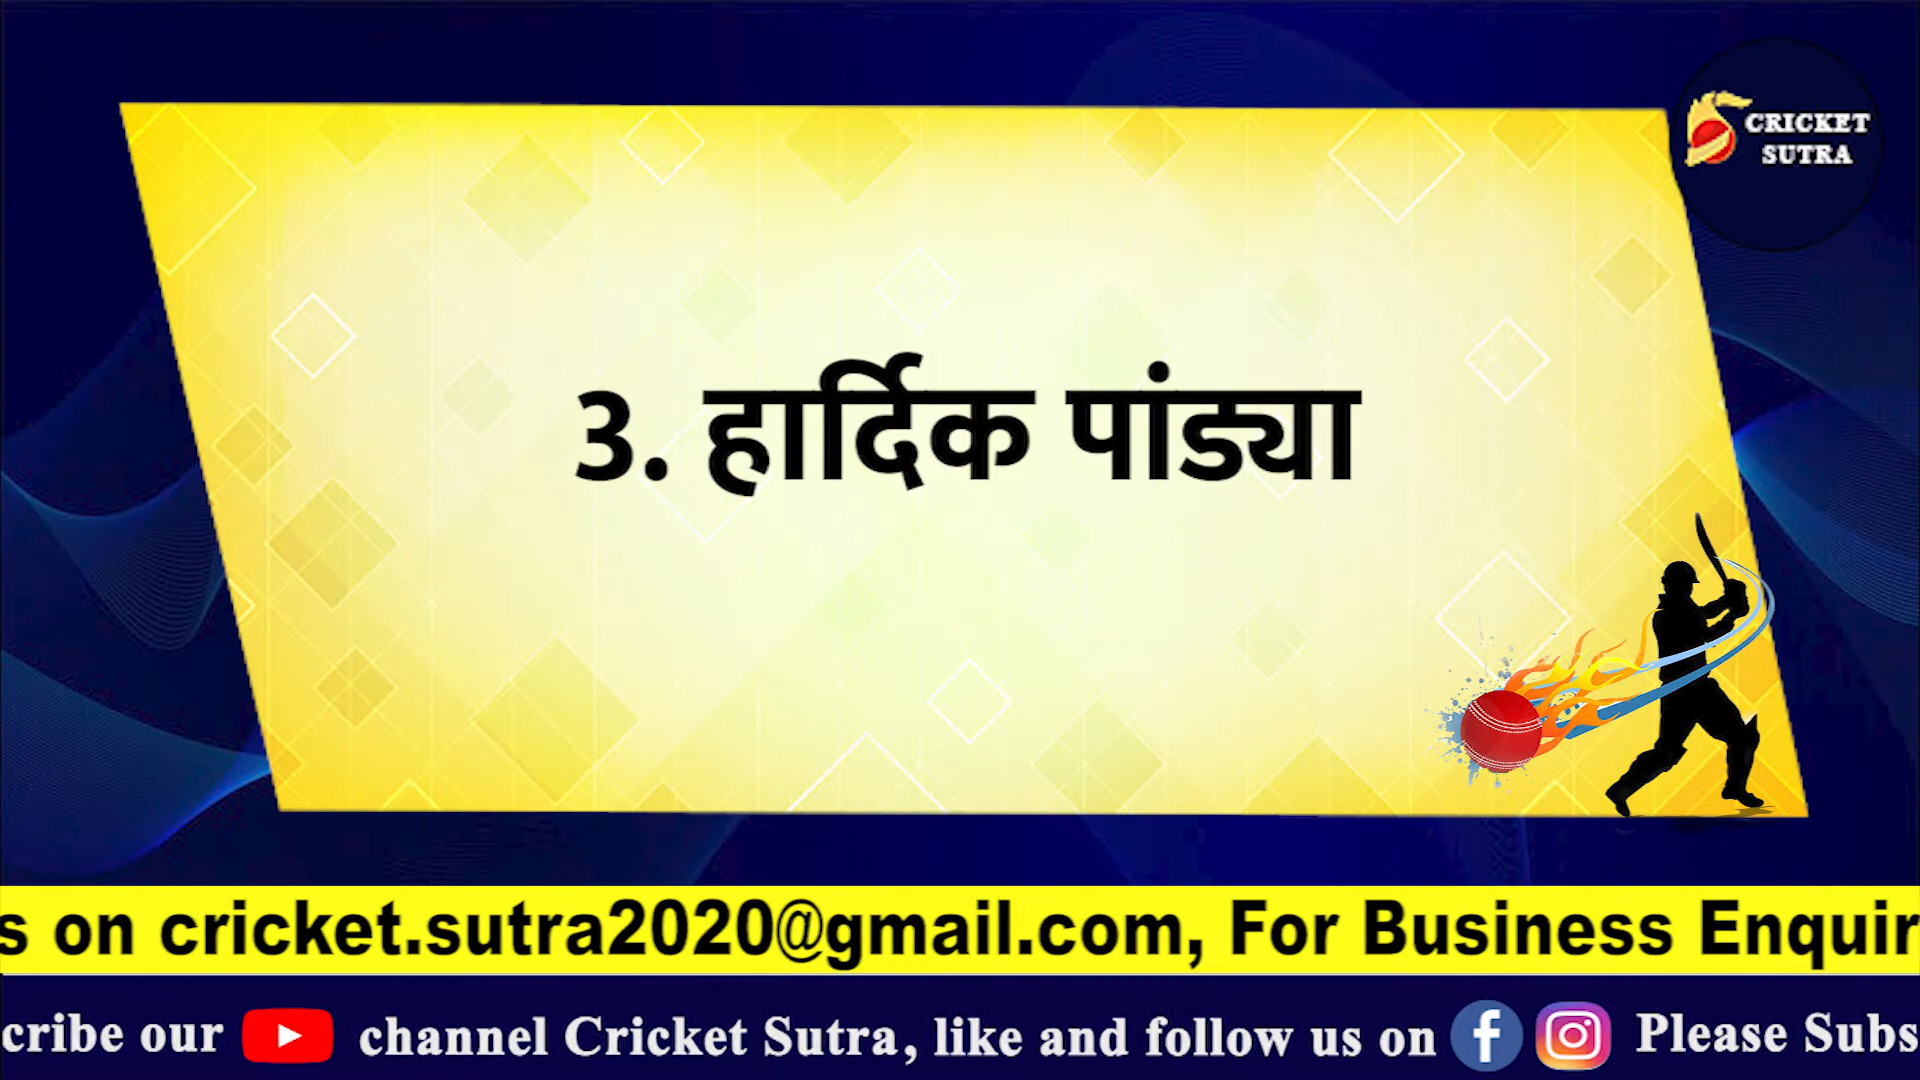 CRICKET
SUTRA
3. हार्दिक पांड्या
s on cricket.sutra2020@gmail.com, For Business Enquir
cribe our channel Cricket Sutra, like and follow us on Please Subs